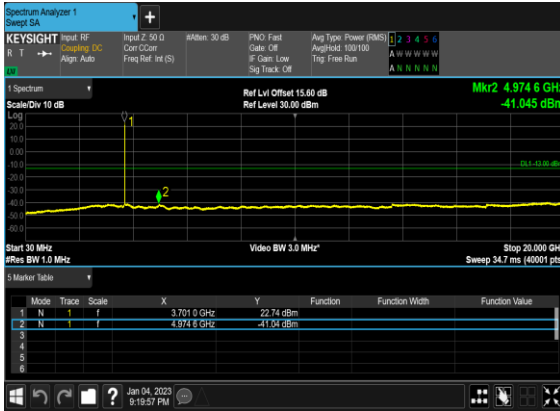 Spectrum Analyzer 1
Swept SA
+
KEYSIGHT Input: RF Input Z: 50 Ω #Atten: 30 dB PNO: Fast Avg Type: Power (RMS) 1 2 3 4 5 6
R T Coupling: DC Corr CCorr Gate: Off Avg|Hold: 100/100 A W W W W W
Align: Auto Freq Ref: Int (S) IF Gain: Low Trig: Free Run
Sig Track: Off A N N N N N
1 Spectrum Ref Lvl Offset 15.60 dB Mkr2 4.974 6 GHz
Scale/Div 10 dB Ref Level 30.00 dBm -41.045 dBm
Log
1
20.0
10.0
0.00
-10.0
DL1 -13.00 dBm
-20.0
-30.0
2
-40.0
-50.0
-60.0
Start 30 MHz Video BW 3.0 MHz* Stop 20.000 GH
#Res BW 1.0 MHz Sweep 34.7 ms (40001 pts
5 Marker Table
Mode Trace Scale X Y Function Function Width Function Value
1 N 1 f 3.701 0 GHz 22.74 dBm
2 N 1 f 4.974 6 GHz -41.04 dBm
3
4
5
6
? Jan 04, 2023
9:19:57 PM